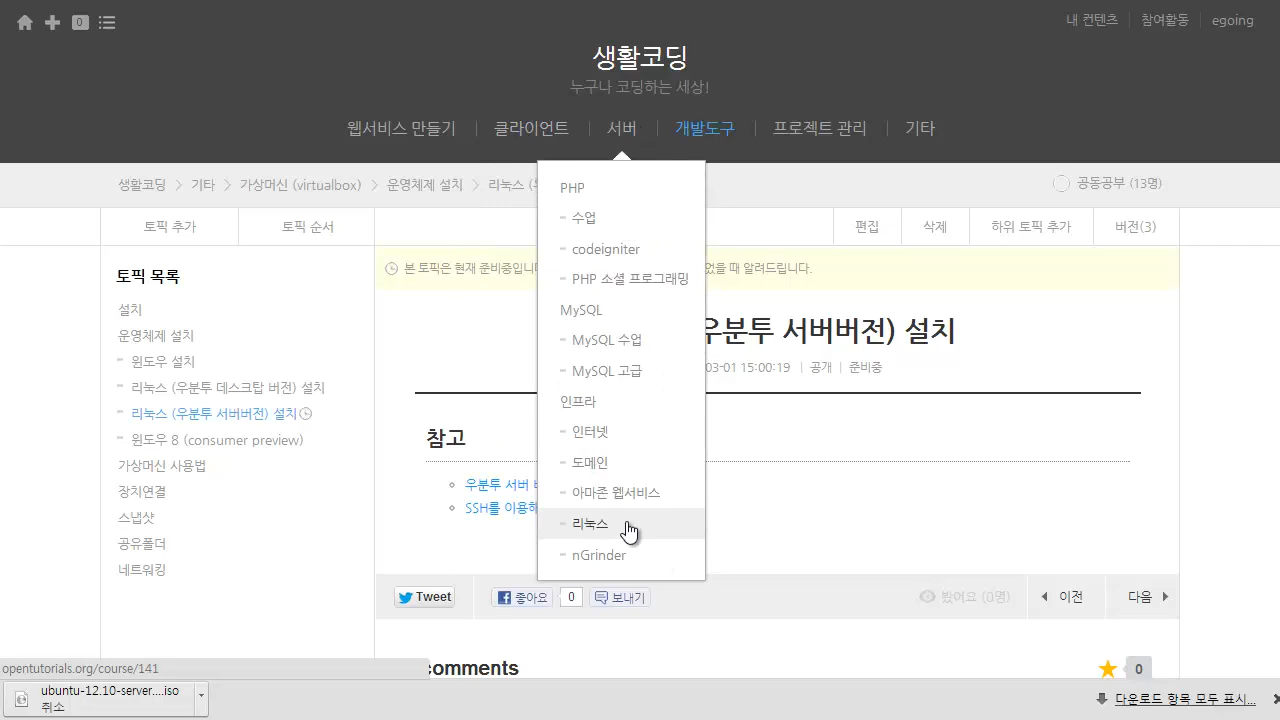 0
내 컨텐츠
참여활동
egoing
생활코딩
누구나 코딩하는 세상!
웹서비스 만들기
클라이언트
서버
개발도구
프로젝트 관리
기타
생활코딩 > 기타 > 가상머신 (virtualbox) > 운영체제 설치 > 리눅스
공동공부 (13명)
토픽 추가
토픽 순서
편집
삭제
하위 토픽 추가
버전(3)
토픽 목록
설치
운영체제 설치
윈도우 설치
리눅스 (우분투 데스크탑 버전) 설치
리눅스 (우분투 서버버전) 설치
윈도우 8 (consumer preview)
가상머신 사용법
장치연결
스냅샷
공유폴더
네트워킹
PHP
수업
codeigniter
PHP 소셜 프로그래밍
MySQL
MySQL 수업
MySQL 고급
인프라
인터넷
도메인
아마존 웹서비스
리눅스
nGrinder
본 토픽은 현재 준비중입니 었을 때 알려드립니다.
우분투 서버버전) 설치
03-01 15:00:19 | 공개 | 준비중
참고
우분투 서버
SSH를 이용해
Tweet
좋아요
0
보내기
봤어요 (0명)
이전
다음
comments
0
opentutorials.org/course/141
ubuntu-12.10-server....iso
취소
다운로드 항목 모두 표시...